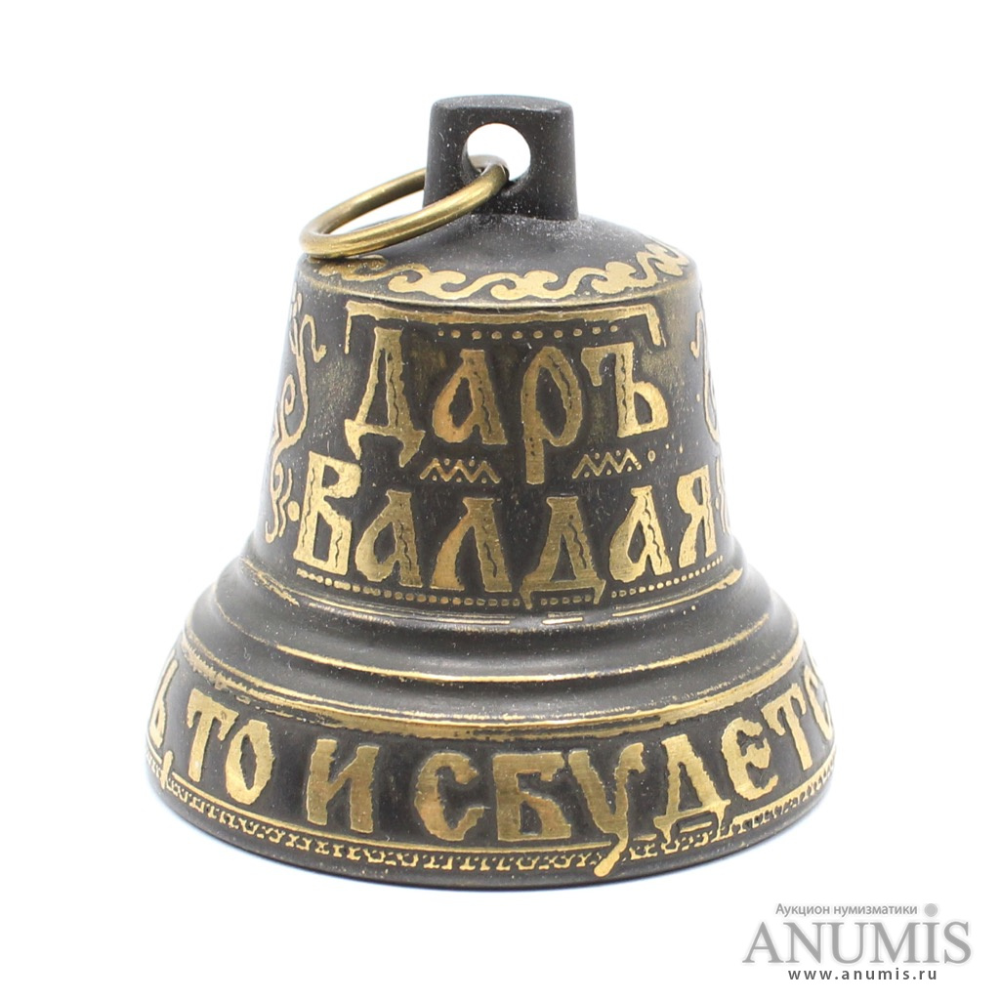 Даръ
Валдая
ь, то и сбудетс
Аукцион нумизматики
ANUMIS
www.anumis.ru